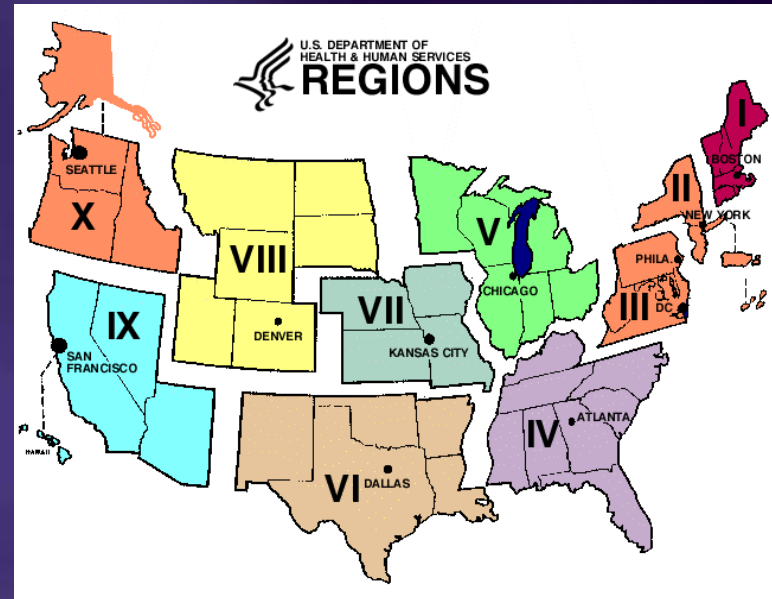 U.S. DEPARTMENT OF
HEALTH & HUMAN SERVICES
REGIONS
I
BOSTON
SEATTLE
II
X
NEW YORK
V
VIII
PHILA.
CHICAGO
VII
III
DC
IX
DENVER
KANSAS CITY
SAN
FRANCISCO
ATLANTA
IV
HAWAII
VI
DALLAS